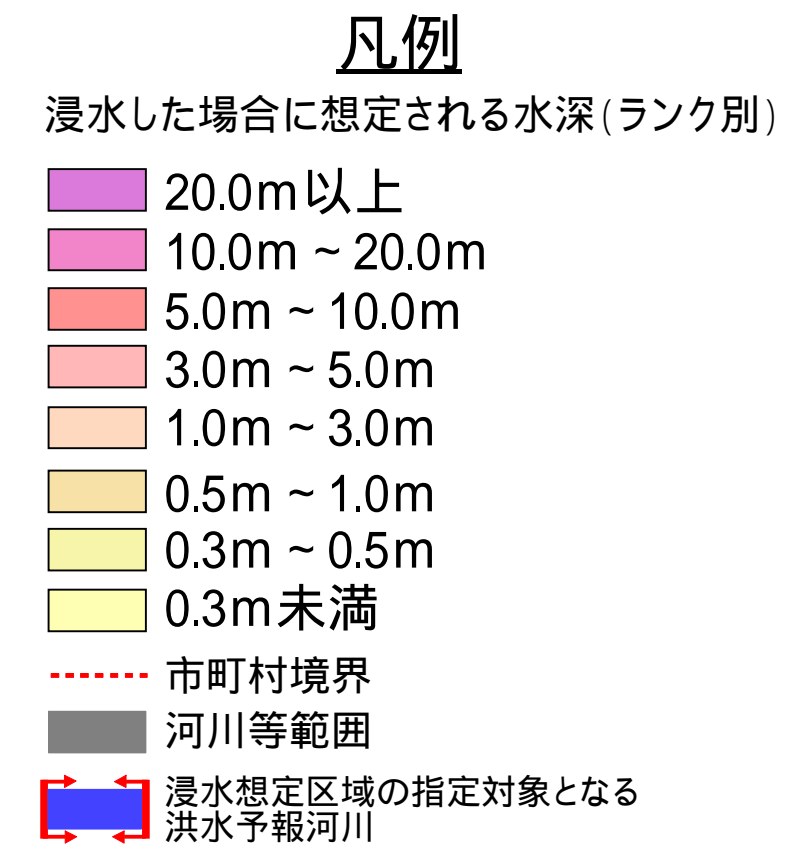 凡例
浸水した場合に想定される水深(ランク別)
20.0m以上
10.0m ~ 20.0m
5.0m ~ 10.0m
3.0m ~ 5.0m
1.0m ~ 3.0m
0.5m ~ 1.0m
0.3m ~ 0.5m
0.3m未満
市町村境界
河川等範囲
浸水想定区域の指定対象となる
洪水予報河川